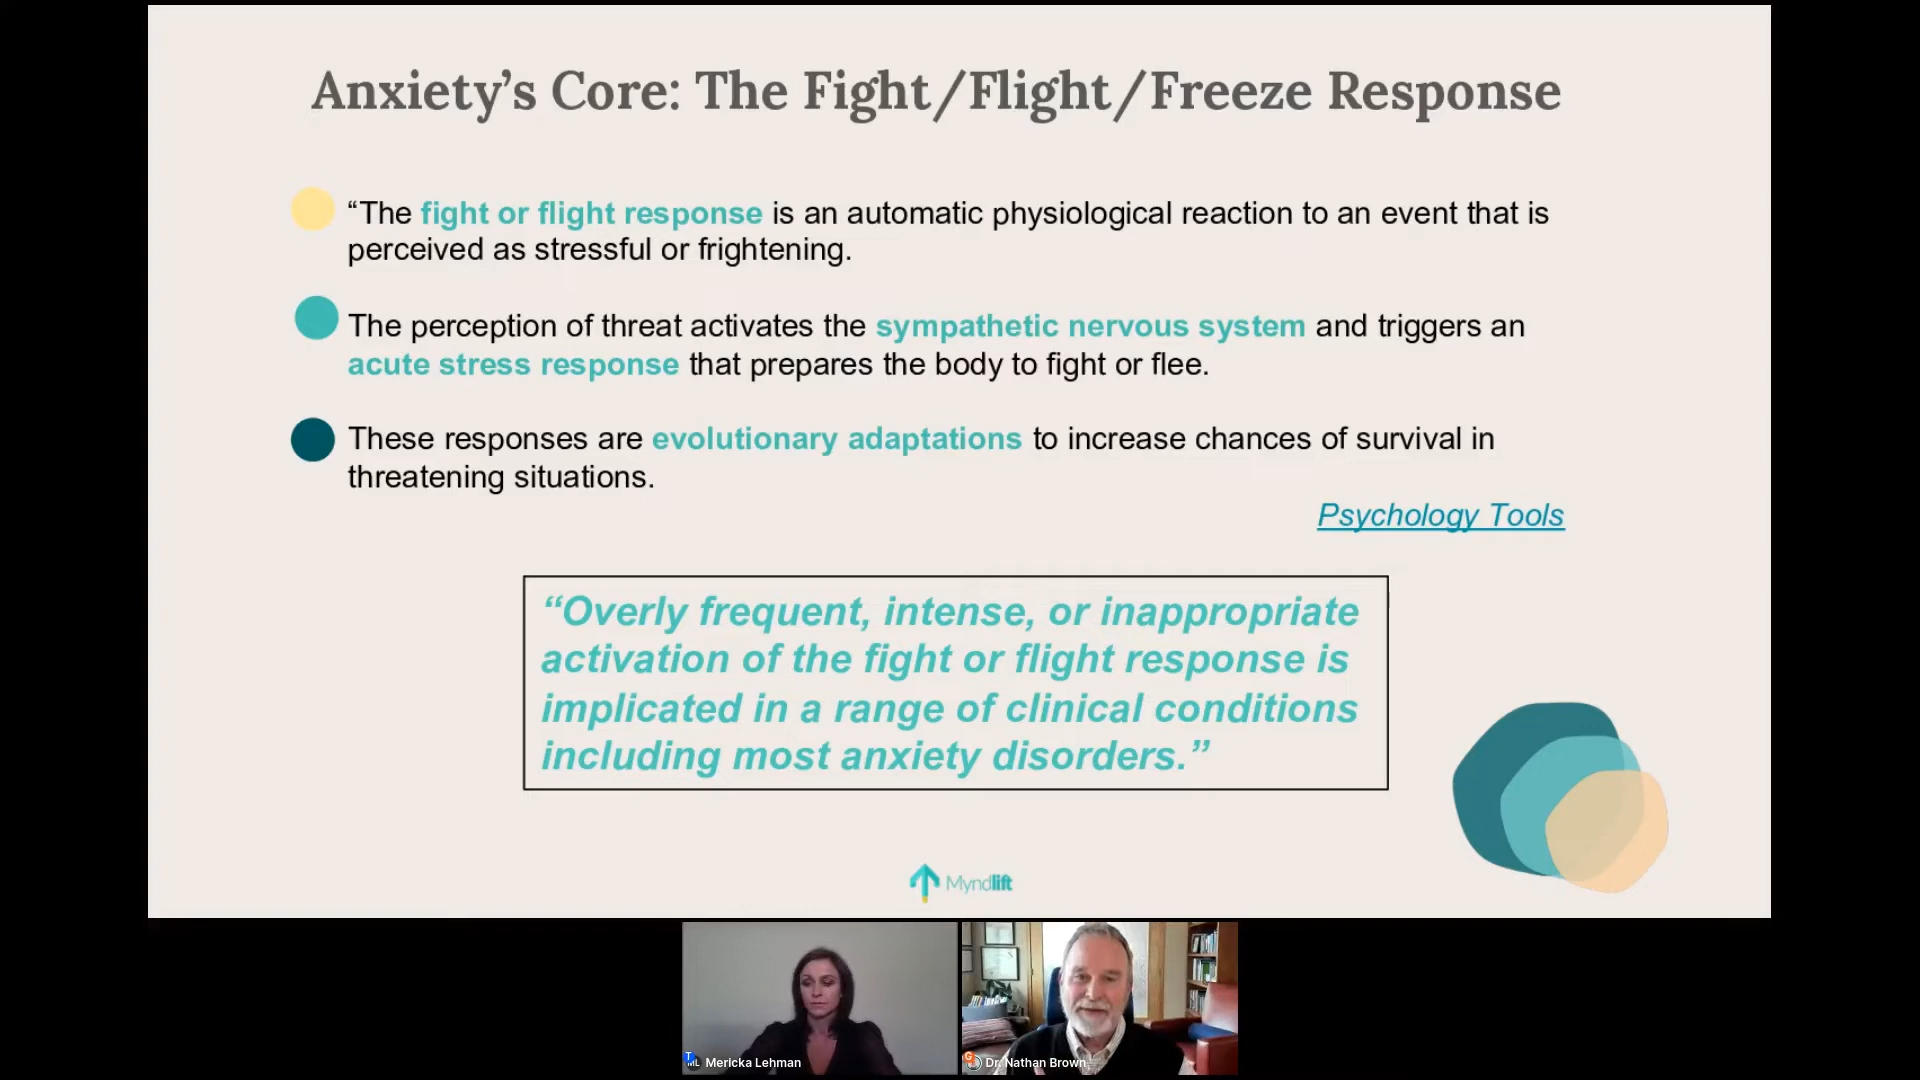 Anxiety’s Core: The Fight/Flight/Freeze Response
“The fight or flight response is an automatic physiological reaction to an event that is
perceived as stressful or frightening.
The perception of threat activates the sympathetic nervous system and triggers an
acute stress response that prepares the body to fight or flee.
These responses are evolutionary adaptations to increase chances of survival in
threatening situations.
Psychology Tools
“Overly frequent, intense, or inappropriate
activation of the fight or flight response is
implicated in a range of clinical conditions
including most anxiety disorders.”
Myndlift
T
ML
Mericka Lehman
G
Dr. Nathan Brown